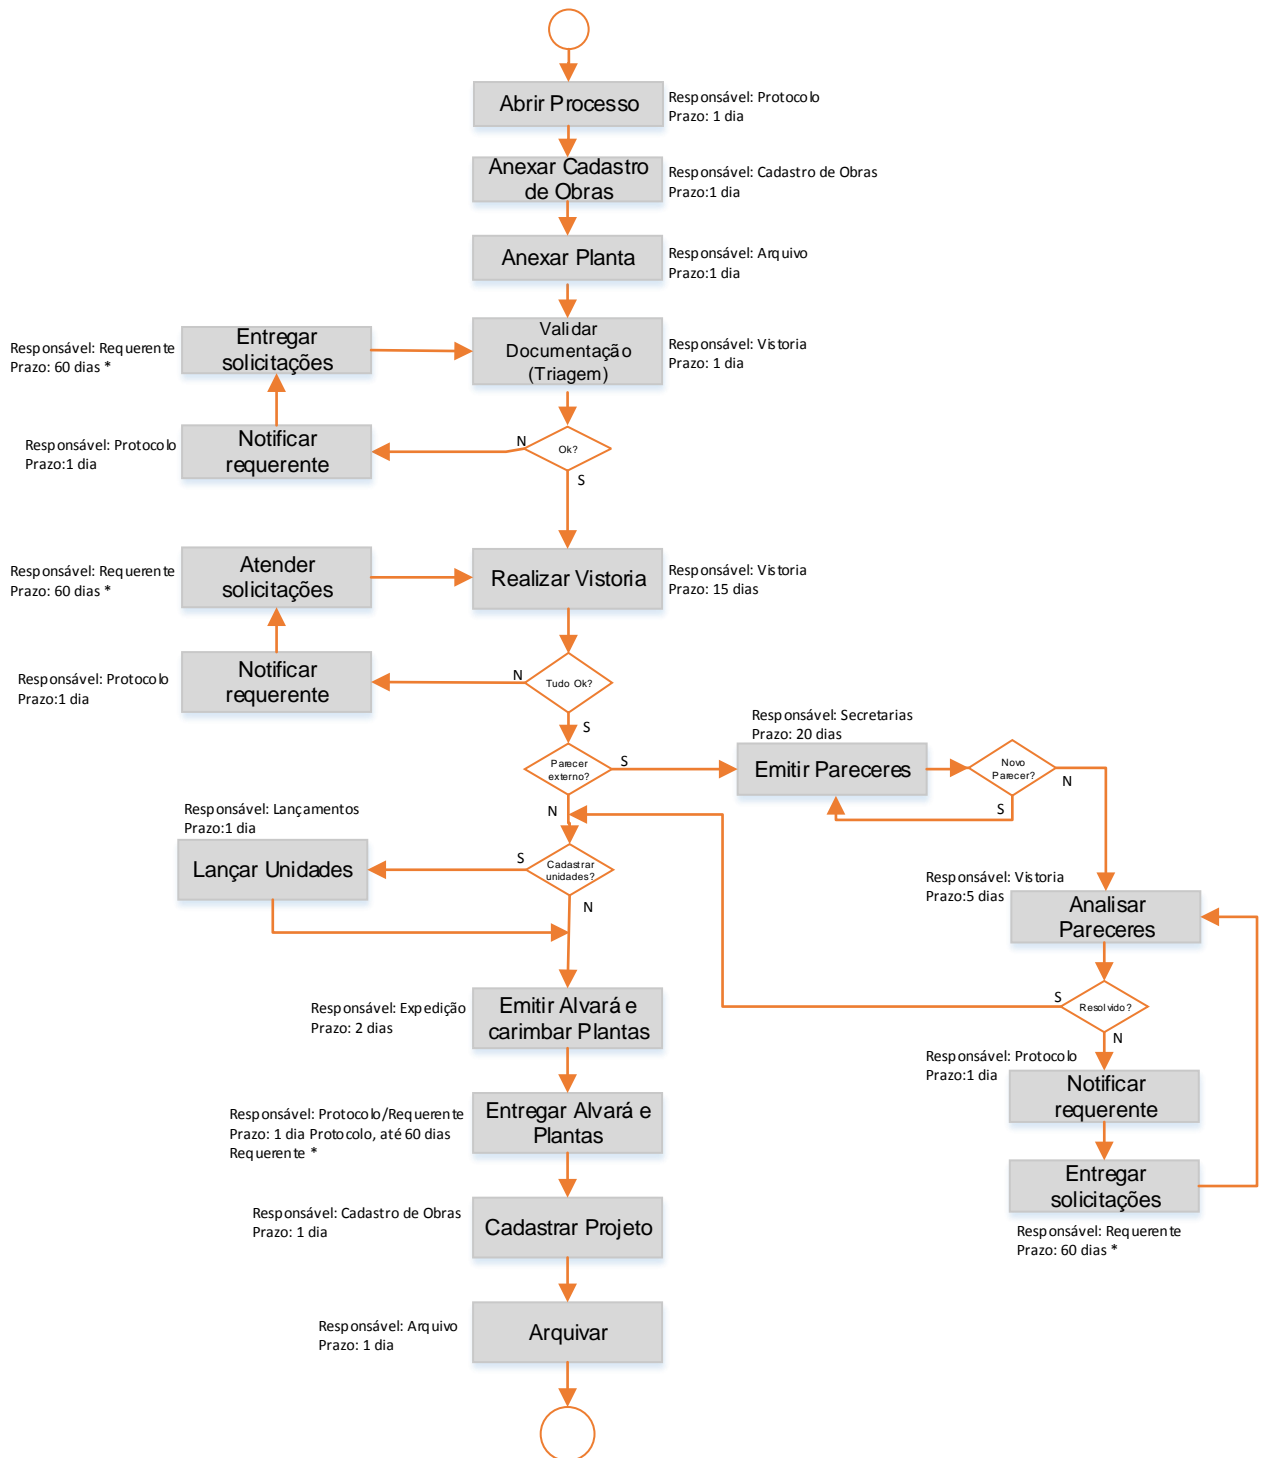 Abrir Processo
Responsável: Protocolo
Prazo: 1 dia
Anexar Cadastro
de Obras
Responsável: Cadastro de Obras
Prazo:1 dia
Anexar Planta
Responsável: Arquivo
Prazo:1 dia
Responsável: Requerente
Prazo: 60 dias *
Entregar
solicitações
Validar
Documentação
(Triagem)
Responsável: Vistoria
Prazo: 1 dia
Responsável: Protocolo
Prazo:1 dia
Notificar
requerente
N
Ok?
S
Responsável: Requerente
Prazo: 60 dias *
Atender
solicitações
Realizar Vistoria
Responsável: Vistoria
Prazo: 15 dias
Responsável: Protocolo
Prazo:1 dia
Notificar
requerente
N
Tudo Ok?
S
Parecer
externo?
S
N
Responsável: Secretarias
Prazo: 20 dias
Emitir Pareceres
Novo
Parecer?
N
S
Responsável: Lançamentos
Prazo:1 dia
Lançar Unidades
S
Cadastrar
unidades?
N
Responsável: Vistoria
Prazo:5 dias
Analisar
Pareceres
S
Resolvido?
N
Responsável: Expedição
Prazo: 2 dias
Emitir Alvará e
carimbar Plantas
Responsável: Protocolo
Prazo:1 dia
Notificar
requerente
Responsável: Protocolo/Requerente
Prazo: 1 dia Protocolo, até 60 dias
Requerente *
Entregar Alvará e
Plantas
Entregar
solicitações
Responsável: Requerente
Prazo: 60 dias *
Responsável: Cadastro de Obras
Prazo: 1 dia
Cadastrar Projeto
Responsável: Arquivo
Prazo: 1 dia
Arquivar